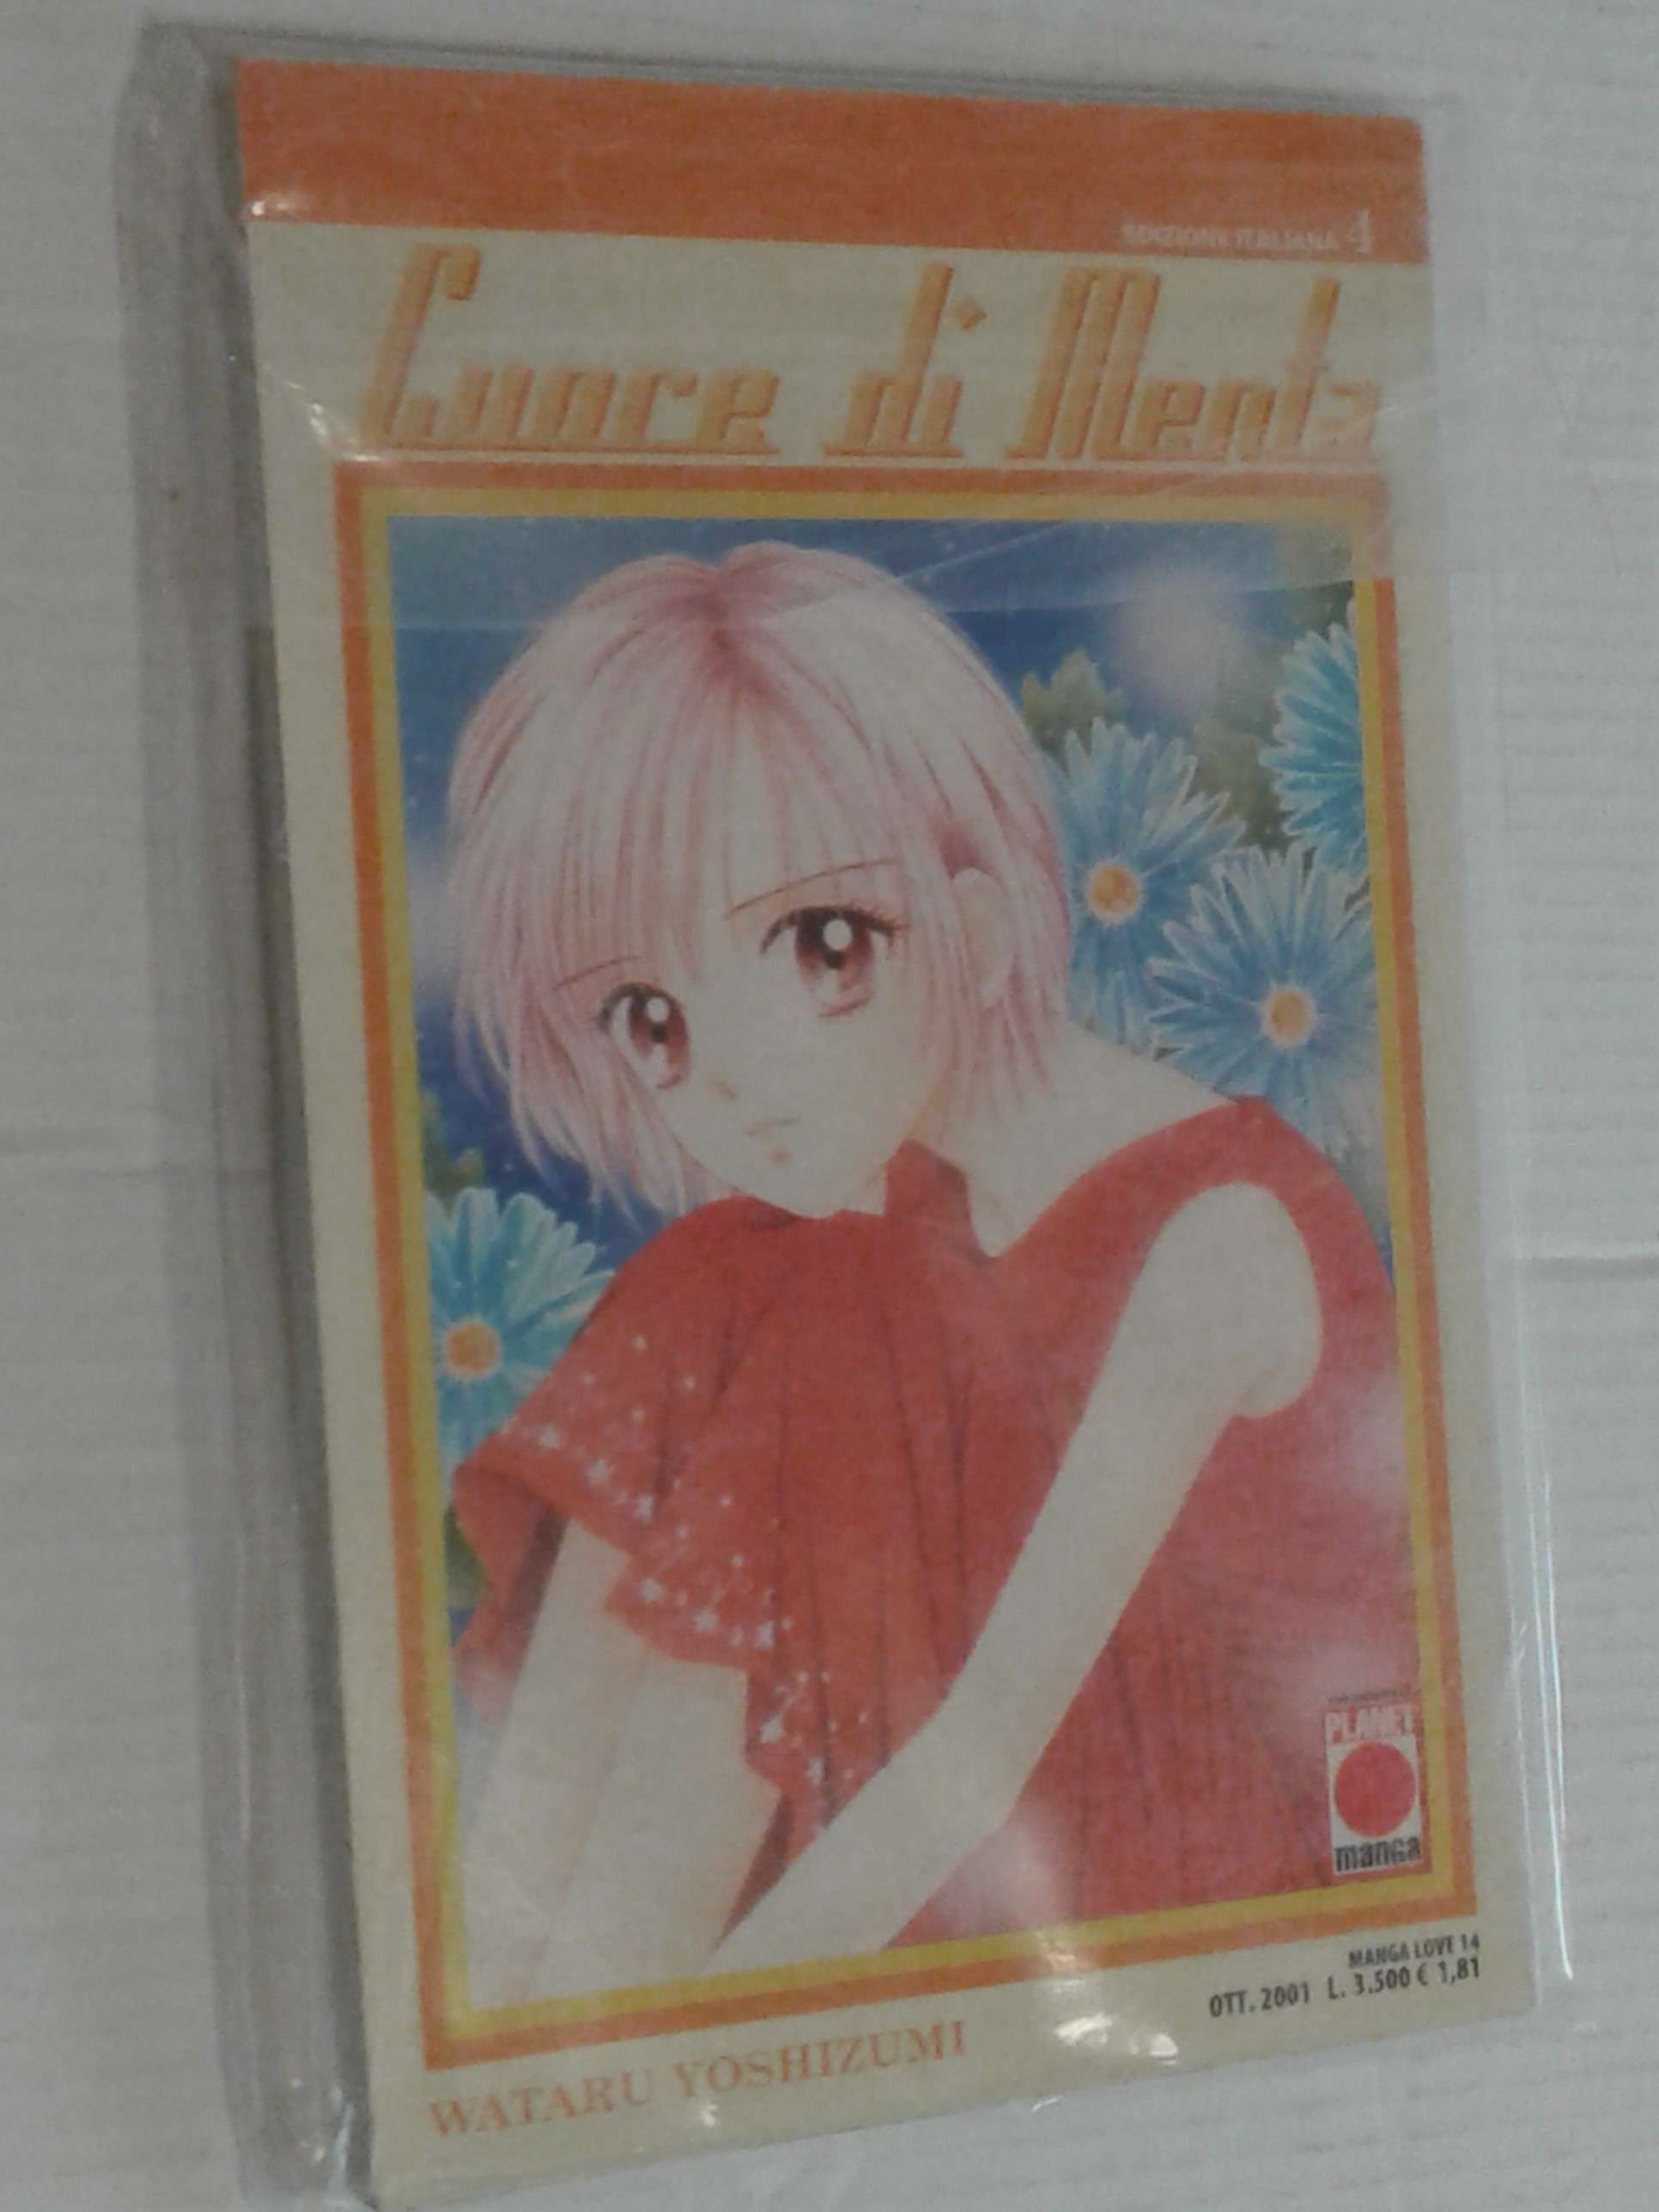 EDIZIONE ITALIANA 4
Cuore di Menta
PLANET
manga
MANGA LOVE 14
OTT. 2001 L. 3.500 € 1,81
WATARU YOSHIZUMI